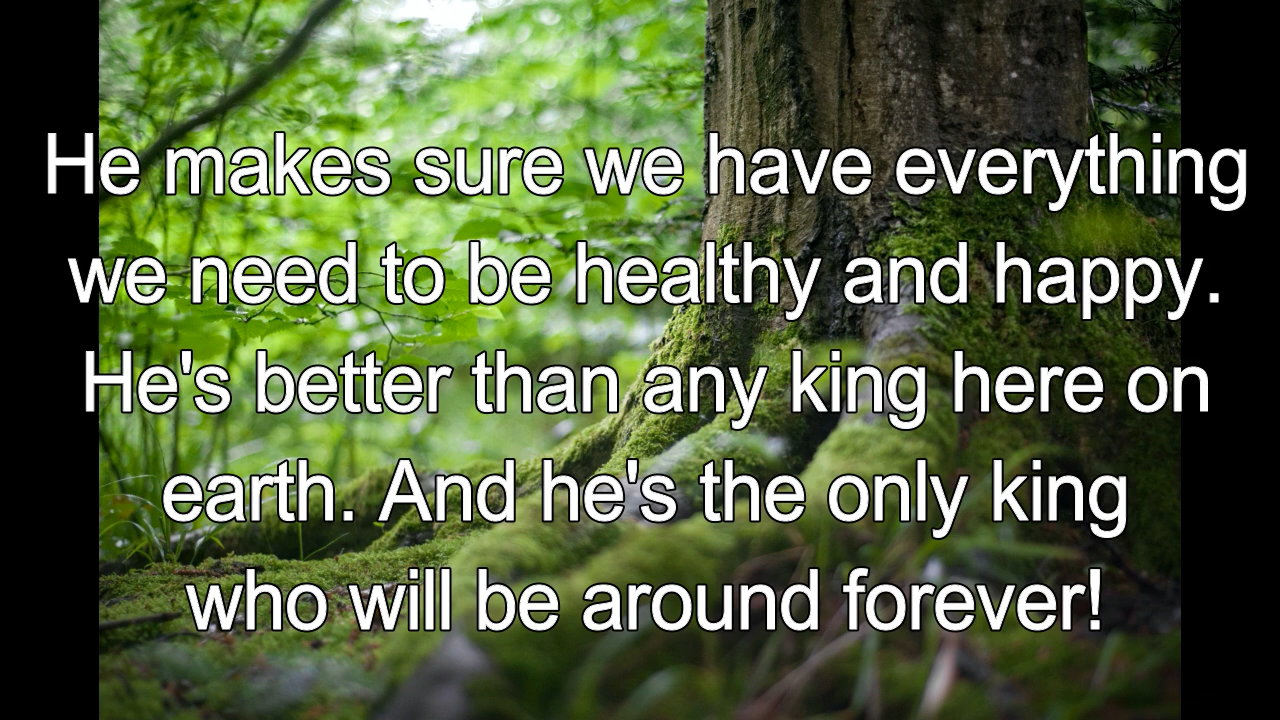 He makes sure we have everything
we need to be healthy and happy.
He's better than any king here on
earth. And he's the only king
who will be around forever!